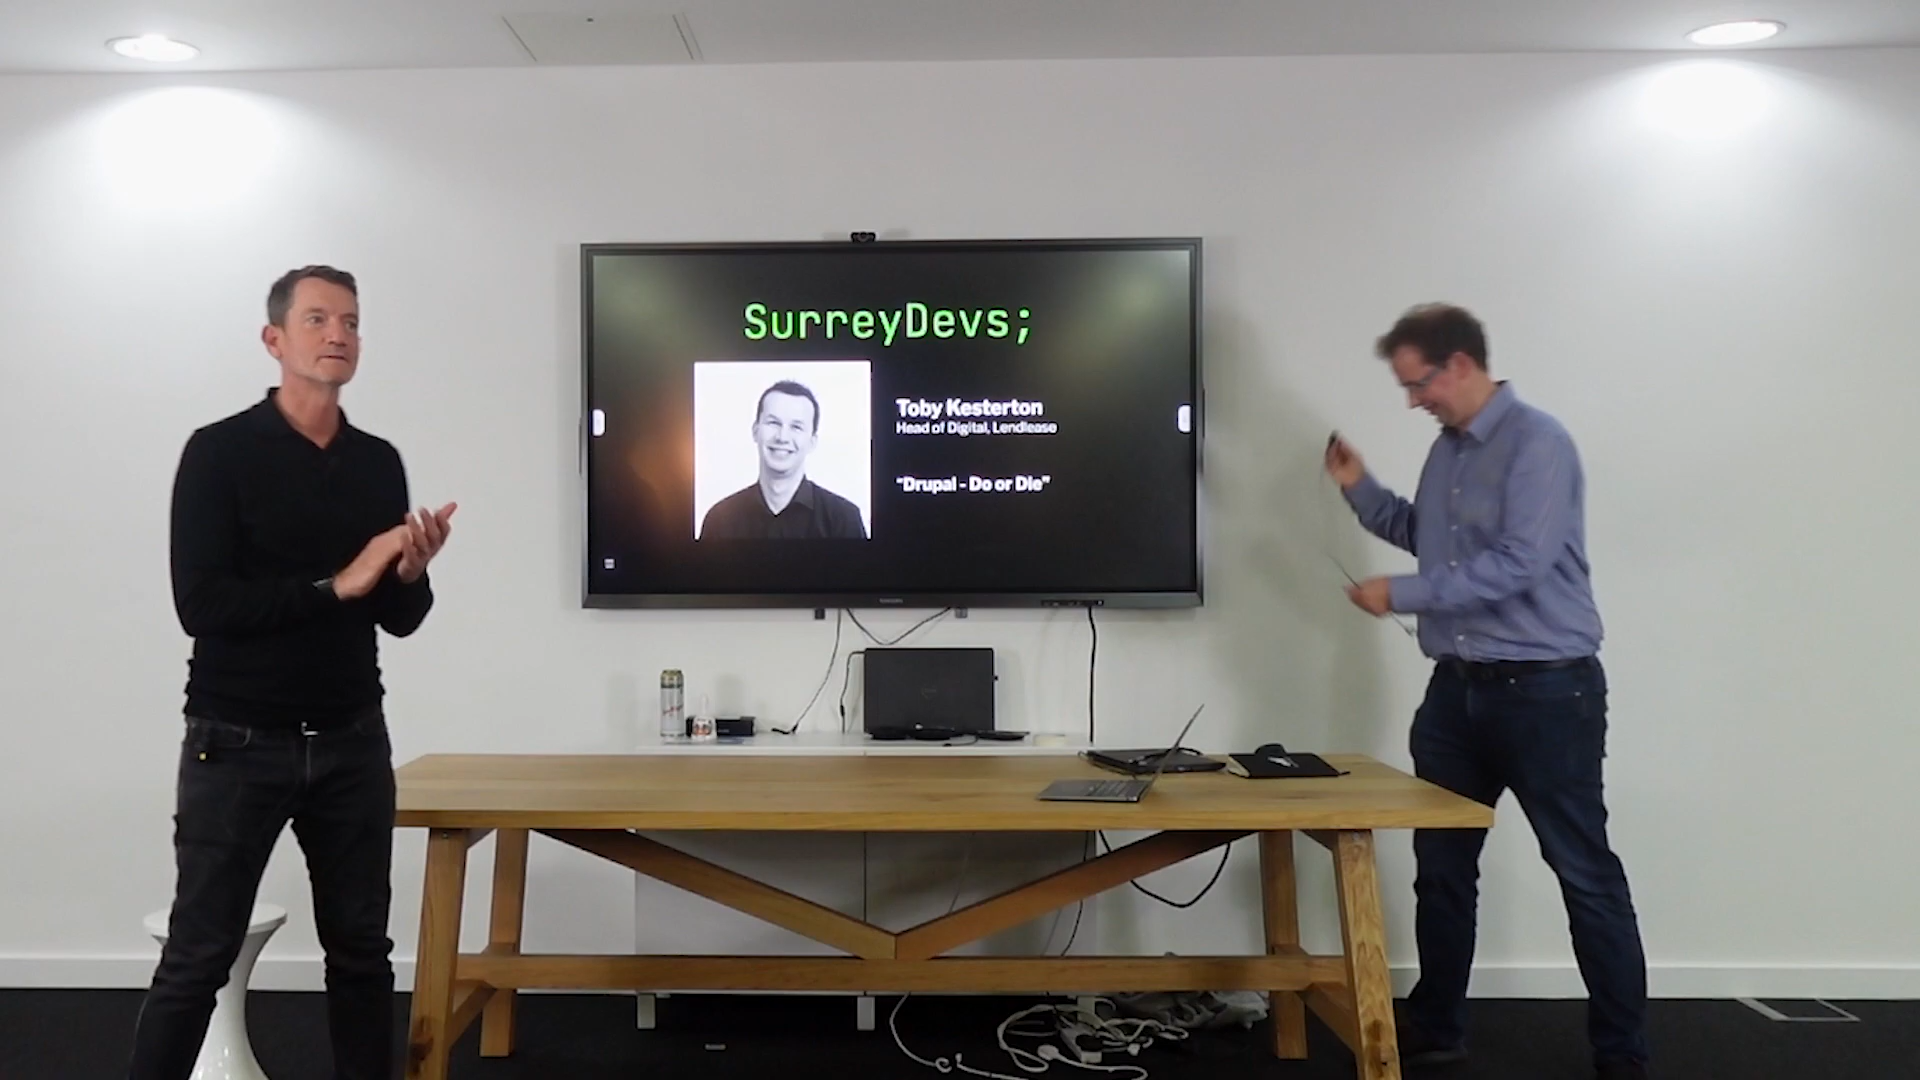 SurreyDevs;
Toby Kesterton
Head of Digital, Lendlease
"Drupal - Do or Die"